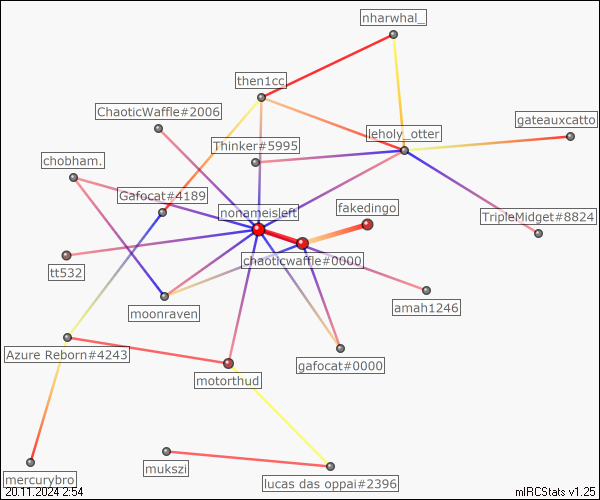 nharwhal_
then1cc
ChaoticWaffle#2006
gateauxcatto
leholy_otter
Thinker#5995
chobham.
Gafocat#4189
fakedingo
nonameisleft
TripleMidget#8824
chaoticwaffle#0000
tt532
amah1246
moonraven
Azure Reborn#4243
gafocat#0000
motorthud
mukszi
mercurybro
lucas das oppai#2396
20.11.2024 2:54
mIRCStats v1.25